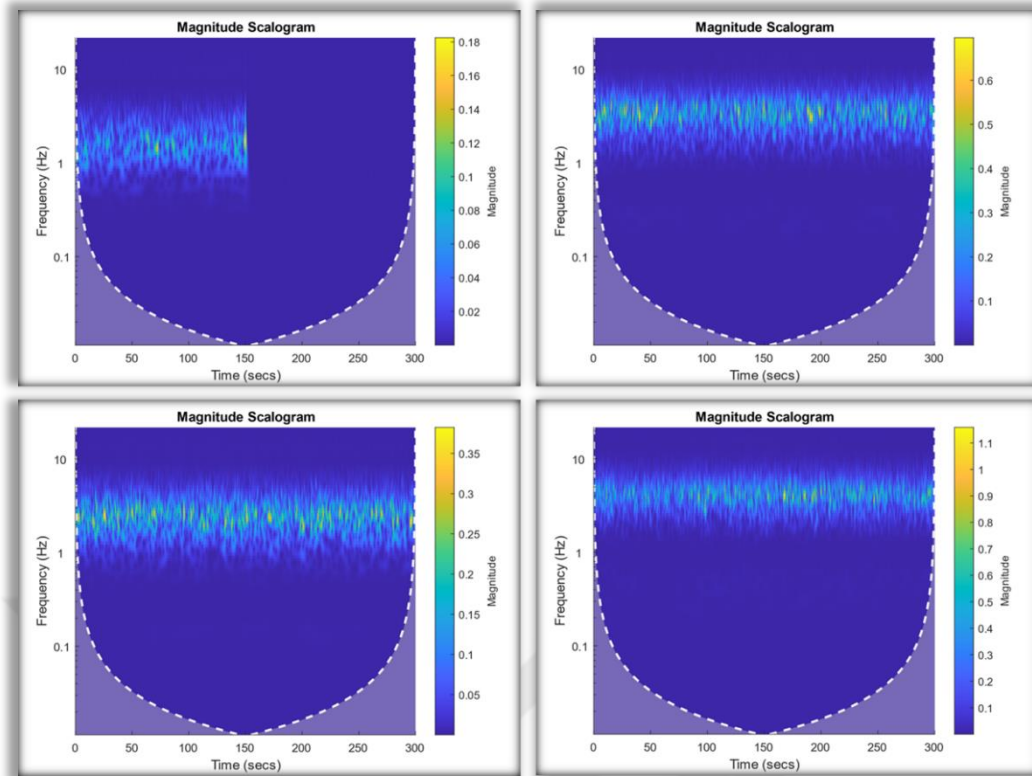 Magnitude Scalogram
0.18
0.16
0.14
0.12
0.10
0.08
0.06
0.04
0.02
Magnitude
10
1
0.1
Frequency (Hz)
0 50 100 150 200 250 300
Time (secs)
Magnitude Scalogram
0.6
0.5
0.4
0.3
0.2
0.1
Magnitude
10
1
0.1
Frequency (Hz)
0 50 100 150 200 250 300
Time (secs)
Magnitude Scalogram
0.35
0.3
0.25
0.2
0.15
0.1
0.05
Magnitude
10
1
0.1
Frequency (Hz)
0 50 100 150 200 250 300
Time (secs)
Magnitude Scalogram
1.1
1
0.9
0.8
0.7
0.6
0.5
0.4
0.3
0.2
0.1
Magnitude
10
1
0.1
Frequency (Hz)
0 50 100 150 200 250 300
Time (secs)